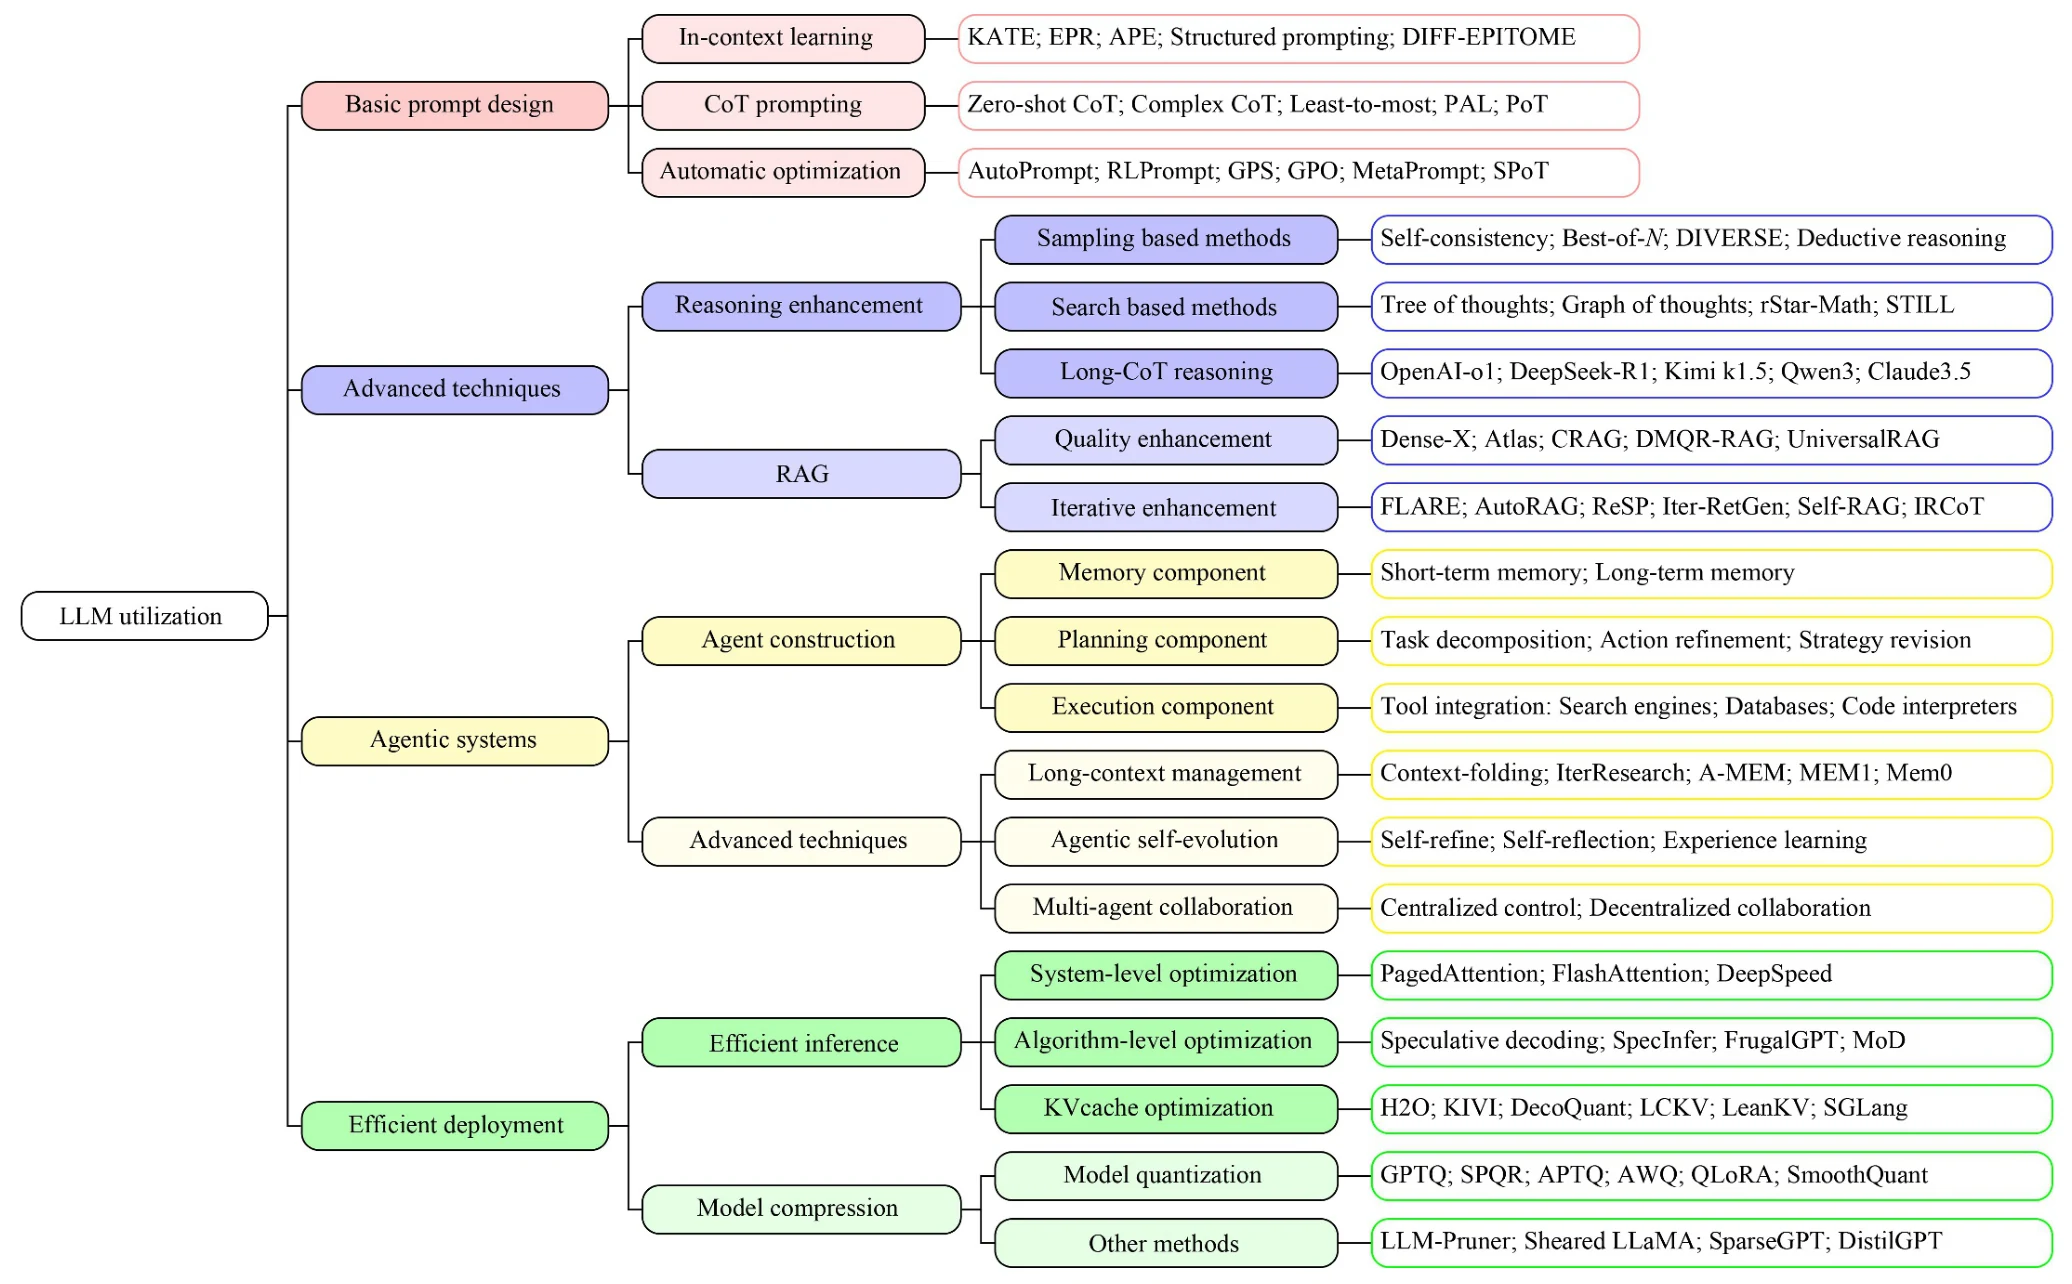 In-context learning
KATE; EPR; APE; Structured prompting; DIFF-EPITOME
Basic prompt design
CoT prompting
Zero-shot CoT; Complex CoT; Least-to-most; PAL; PoT
Automatic optimization
AutoPrompt; RLPrompt; GPS; GPO; MetaPrompt; SPoT
Sampling based methods
Self-consistency; Best-of-N; DIVERSE; Deductive reasoning
Reasoning enhancement
Search based methods
Tree of thoughts; Graph of thoughts; rStar-Math; STILL
Long-CoT reasoning
OpenAI-o1; DeepSeek-R1; Kimi k1.5; Qwen3; Claude3.5
Advanced techniques
Quality enhancement
Dense-X; Atlas; CRAG; DMQR-RAG; UniversalRAG
RAG
Iterative enhancement
FLARE; AutoRAG; ReSP; Iter-RetGen; Self-RAG; IRCoT
LLM utilization
Memory component
Short-term memory; Long-term memory
Agent construction
Planning component
Task decomposition; Action refinement; Strategy revision
Execution component
Tool integration: Search engines; Databases; Code interpreters
Agentic systems
Long-context management
Context-folding; IterResearch; A-MEM; MEM1; Mem0
Advanced techniques
Agentic self-evolution
Self-refine; Self-reflection; Experience learning
Multi-agent collaboration
Centralized control; Decentralized collaboration
System-level optimization
PagedAttention; FlashAttention; DeepSpeed
Efficient inference
Algorithm-level optimization
Speculative decoding; SpecInfer; FrugalGPT; MoD
KVcache optimization
H2O; KIVI; DecoQuant; LCKV; LeanKV; SGLang
Efficient deployment
Model quantization
GPTQ; SPQR; APTQ; AWQ; QLoRA; SmoothQuant
Model compression
Other methods
LLM-Pruner; Sheared LLaMA; SparseGPT; DistilGPT